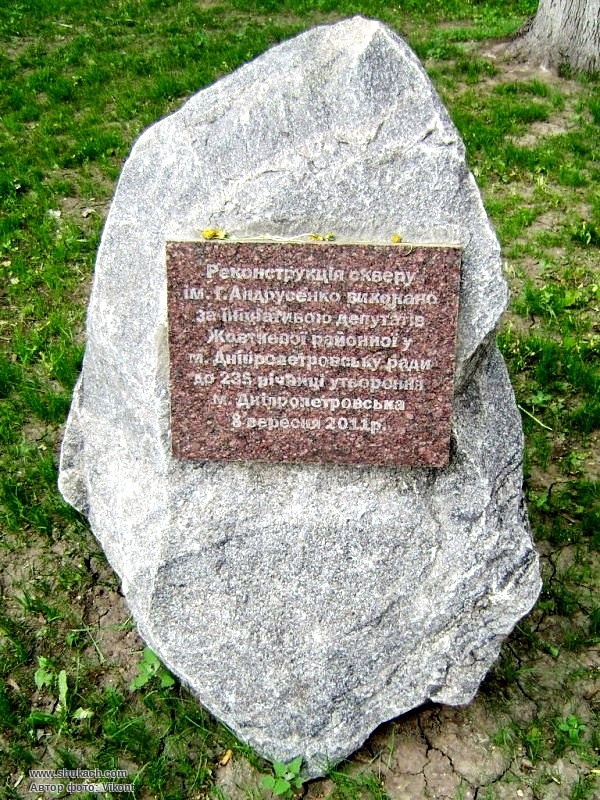 Реконструкція скверу
ім. Г.Андрусенко виконано
за ініціативою депутатів
Жовтневої районної у
м. Дніпропетровську ради
до 235 річниці утворення
м. Дніпропетровська
8 вересня 2011р.
www.shukach.com
Автор фото: Vikont